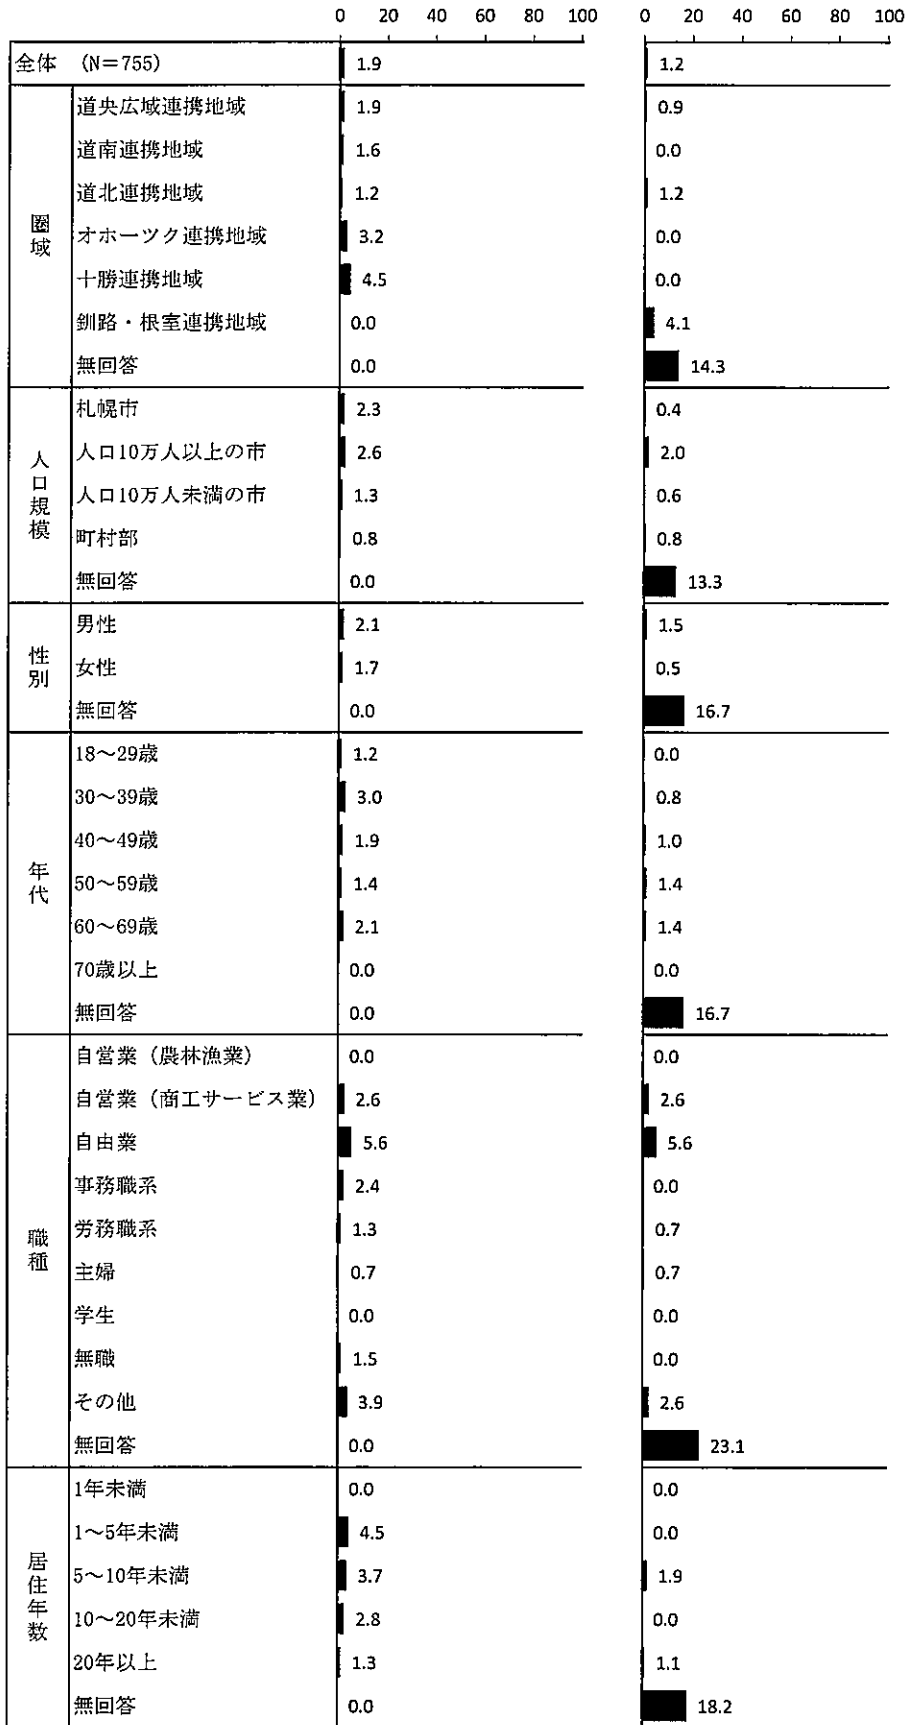 0 20 40 60 80 100 0 20 40 60 80 100
全体 (N=755) 1.9 1.2
圏域
道央広域連携地域 1.9 0.9
道南連携地域 1.6 0.0
道北連携地域 1.2 1.2
オホーツク連携地域 3.2 0.0
十勝連携地域 4.5 0.0
釧路・根室連携地域 0.0 4.1
無回答 0.0 14.3
人口規模
札幌市 2.3 0.4
人口10万人以上の市 2.6 2.0
人口10万人未満の市 1.3 0.6
町村部 0.8 0.8
無回答 0.0 13.3
性別
男性 2.1 1.5
女性 1.7 0.5
無回答 0.0 16.7
年代
18～29歳 1.2 0.0
30～39歳 3.0 0.8
40～49歳 1.9 1.0
50～59歳 1.4 1.4
60～69歳 2.1 1.4
70歳以上 0.0 0.0
無回答 0.0 16.7
職種
自営業（農林漁業） 0.0 0.0
自営業（商工サービス業） 2.6 2.6
自由業 5.6 5.6
事務職系 2.4 0.0
労務職系 1.3 0.7
主婦 0.7 0.7
学生 0.0 0.0
無職 1.5 0.0
その他 3.9 2.6
無回答 0.0 23.1
居住年数
1年未満 0.0 0.0
1～5年未満 4.5 0.0
5～10年未満 3.7 1.9
10～20年未満 2.8 0.0
20年以上 1.3 1.1
無回答 0.0 18.2